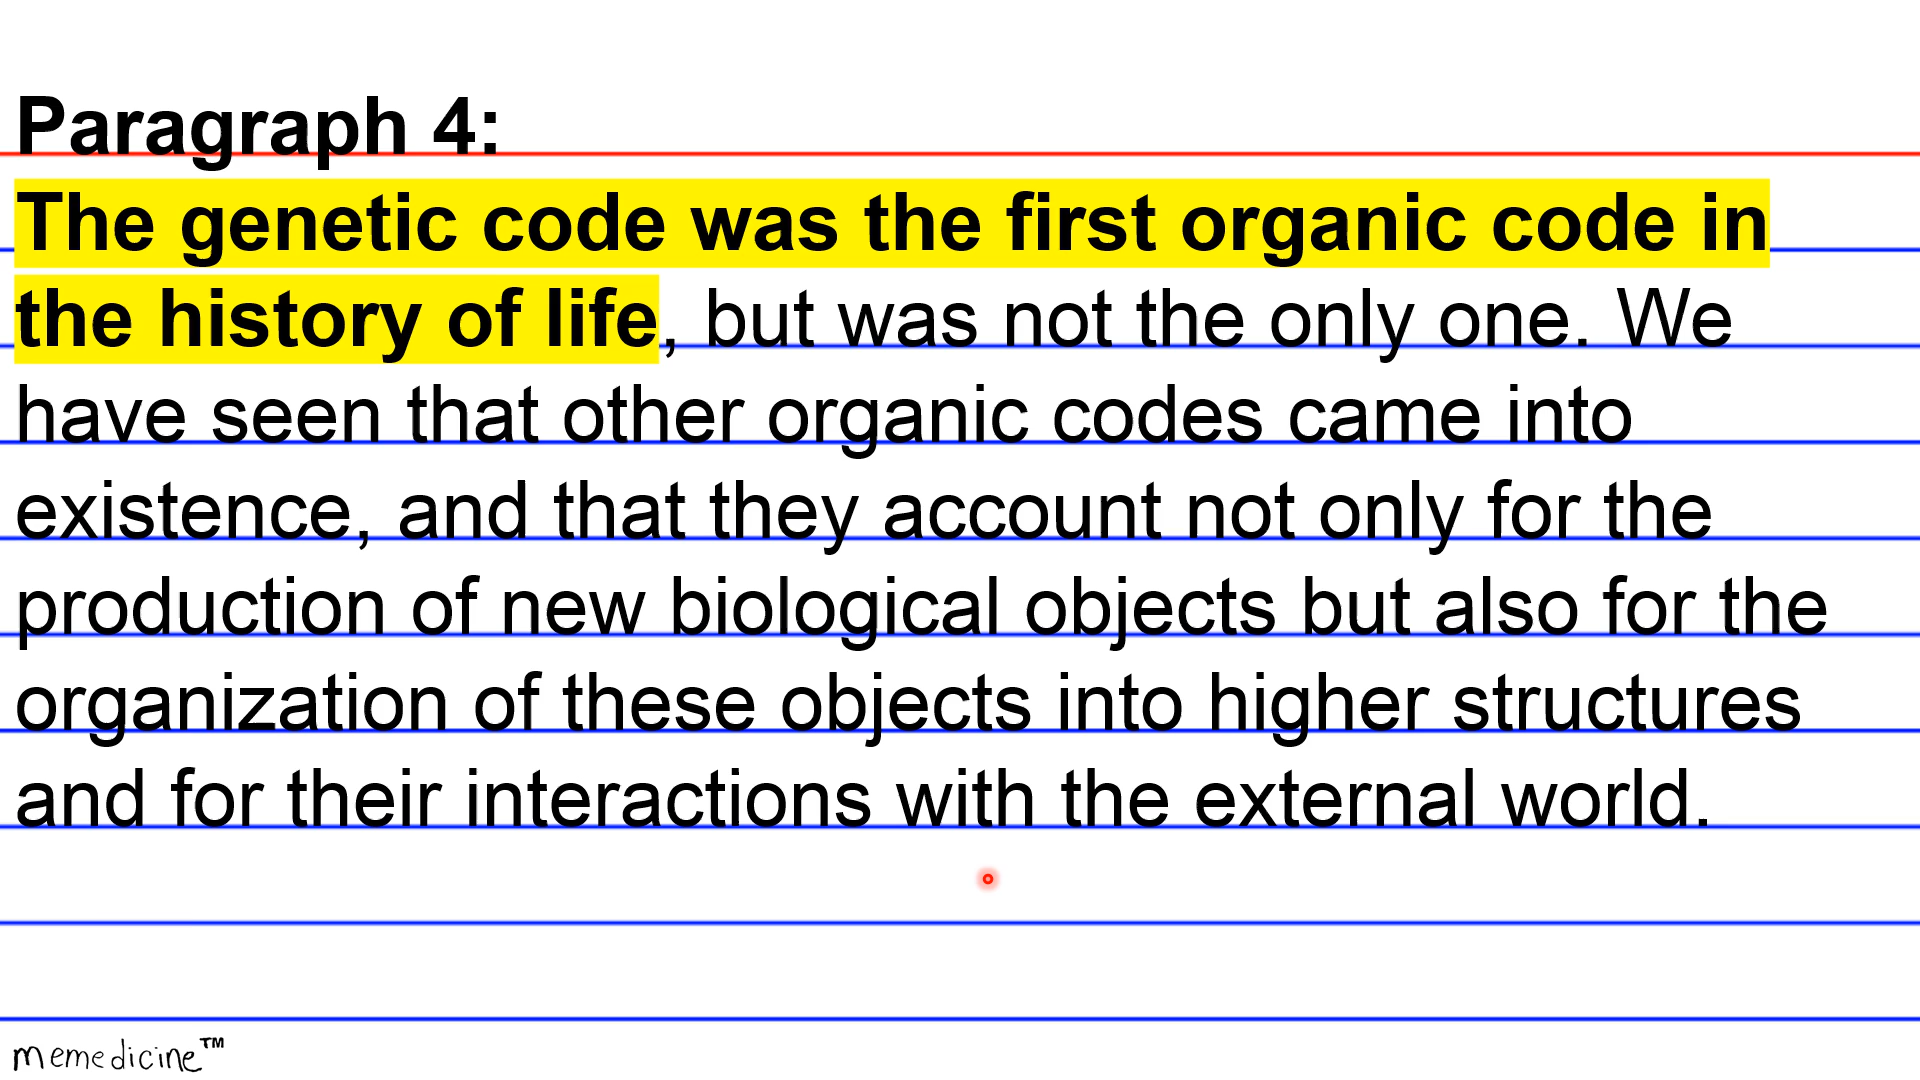 Paragraph 4:
The genetic code was the first organic code in
the history of life, but was not the only one. We
have seen that other organic codes came into
existence, and that they account not only for the
production of new biological objects but also for the
organization of these objects into higher structures
and for their interactions with the external world.
memedicine™